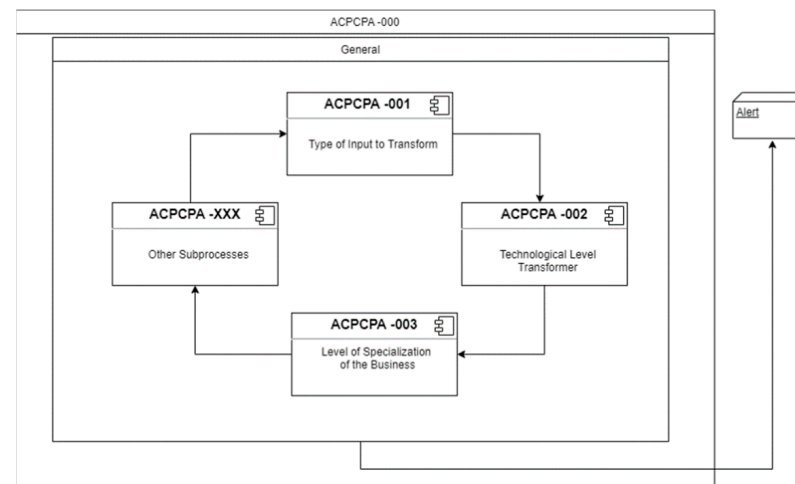 ACPCPA -000
General
ACPCPA -001
Type of Input to Transform
Alert
ACPCPA -XXX
Other Subprocesses
ACPCPA -002
Technological Level
Transformer
ACPCPA -003
Level of Specialization
of the Business